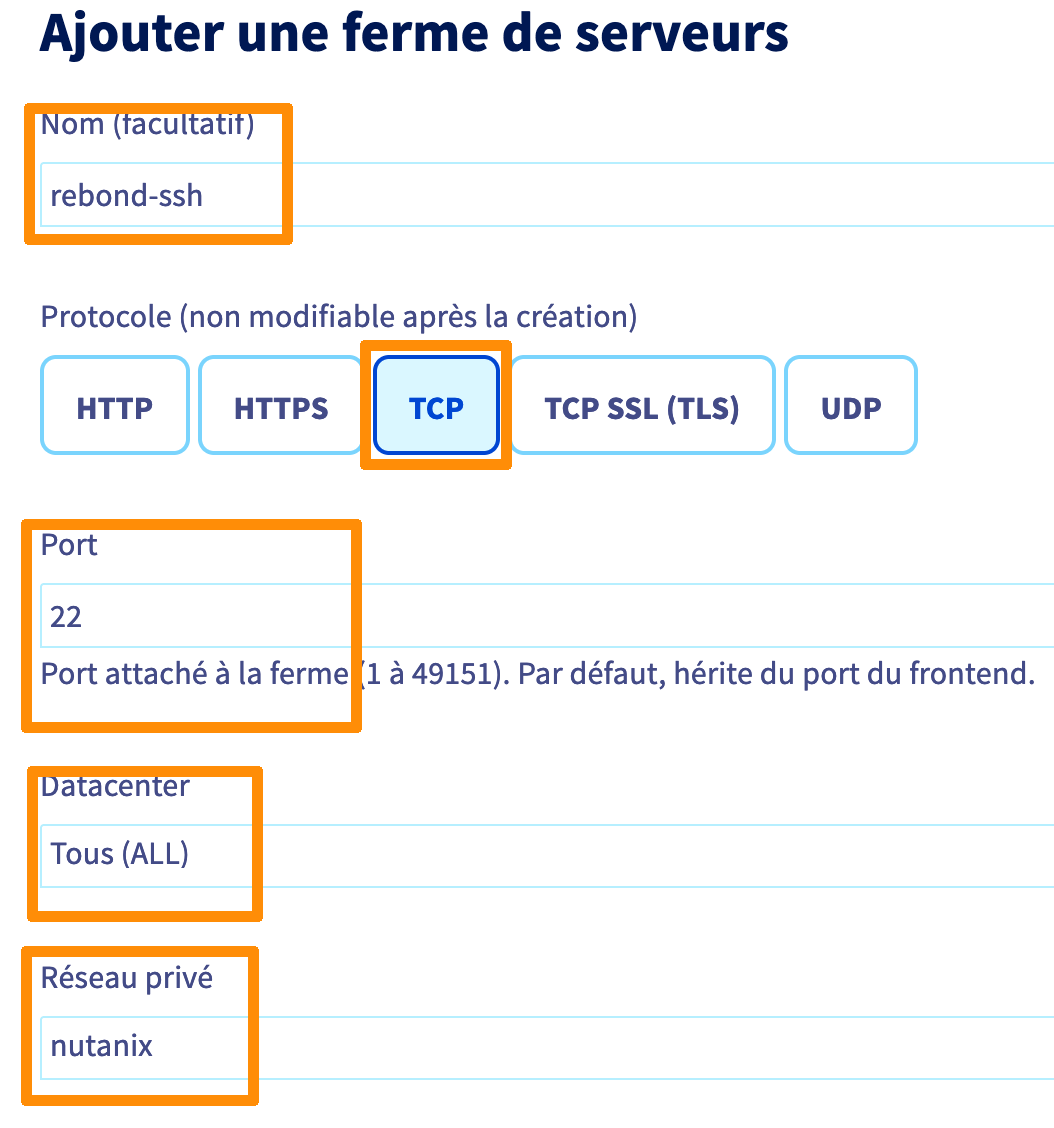 Ajouter une ferme de serveurs
Nom (facultatif)
rebond-ssh
Protocole (non modifiable après la création)
HTTP HTTPS TCP TCP SSL (TLS) UDP
Port
22
Port attaché à la ferme (1 à 49151). Par défaut, hérite du port du frontend.
Datacenter
Tous (ALL)
Réseau privé
nutanix